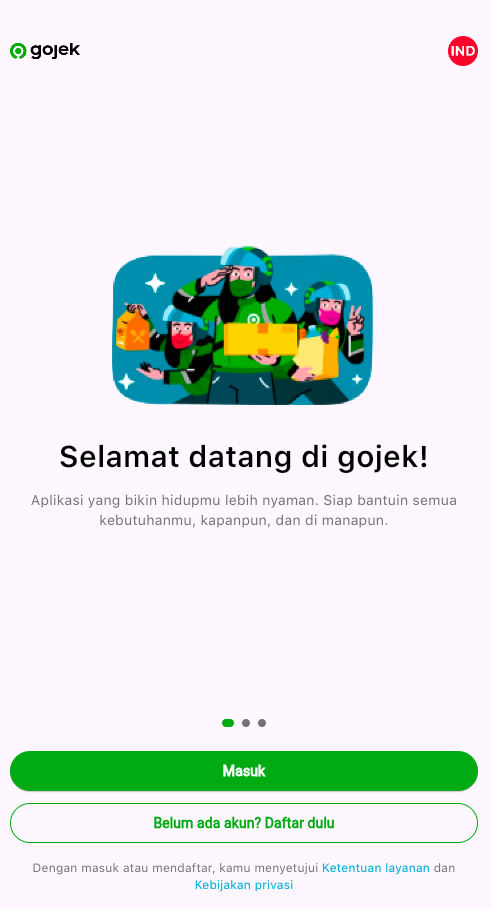 gojek
IND
Selamat datang di gojek!
Aplikasi yang bikin hidupmu lebih nyaman. Siap bantuin semua
kebutuhanmu, kapanpun, dan di manapun.
Masuk
Belum ada akun? Daftar dulu
Dengan masuk atau mendaftar, kamu menyetujui Ketentuan layanan dan
Kebijakan privasi